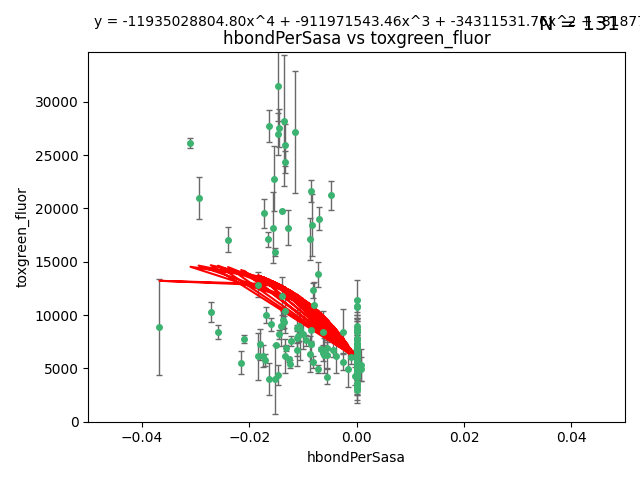 y = -11935028804.80x^4 + -911971543.46x^3 + -34311531.76x^2 +
N = 131
hbondPerSasa vs toxgreen_fluor
30000
25000
20000
15000
10000
5000
0
toxgreen_fluor
−0.04 −0.02 0.00 0.02 0.04
hbondPerSasa